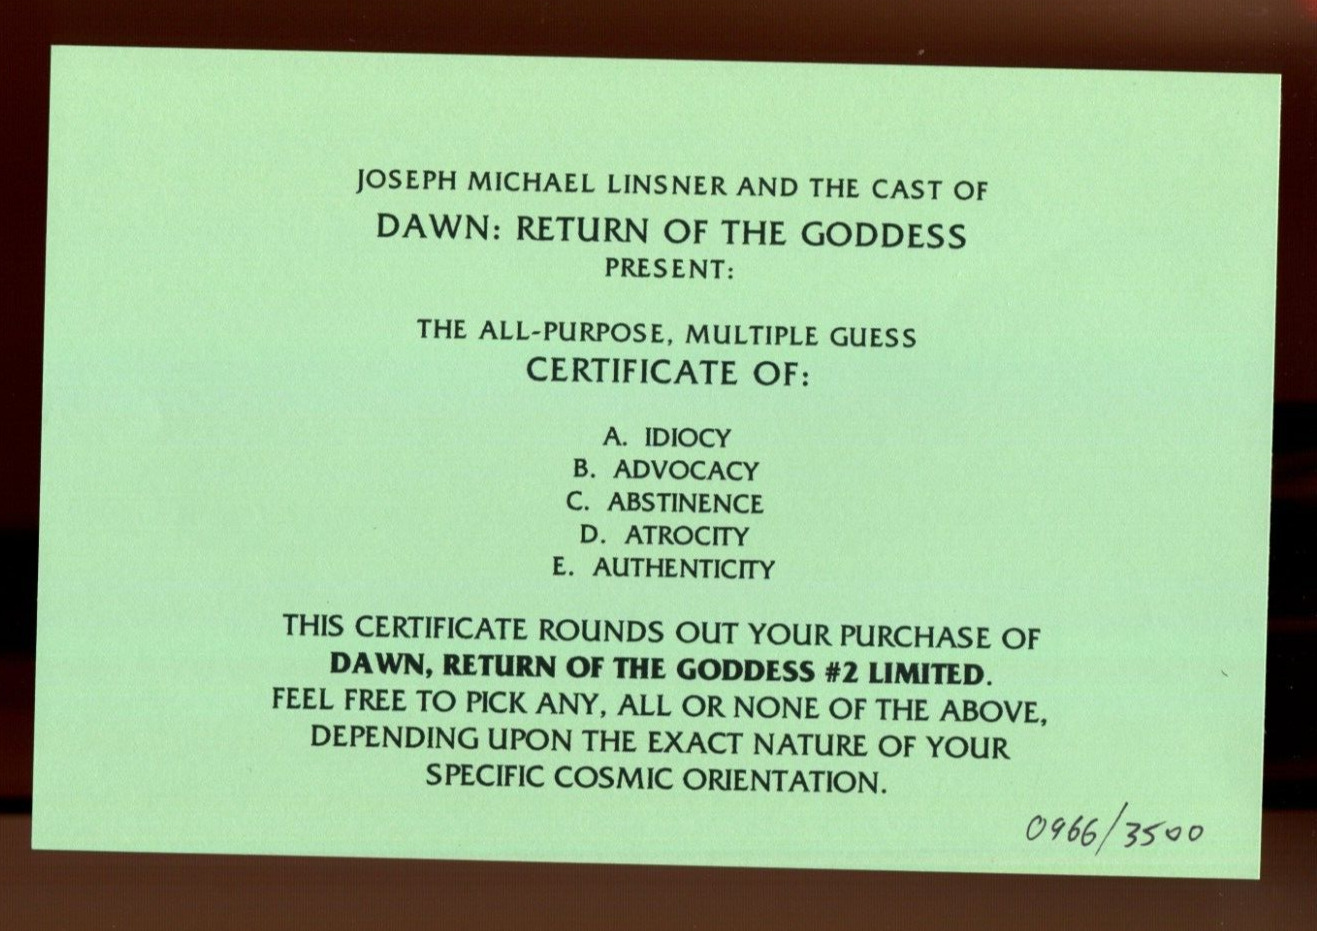 JOSEPH MICHAEL LINSNER AND THE CAST OF
DAWN: RETURN OF THE GODDESS
PRESENT:
THE ALL-PURPOSE, MULTIPLE GUESS
CERTIFICATE OF:
A. IDIOCY
B. ADVOCACY
C. ABSTINENCE
D. ATROCITY
E. AUTHENTICITY
THIS CERTIFICATE ROUNDS OUT YOUR PURCHASE OF
DAWN, RETURN OF THE GODDESS #2 LIMITED.
FEEL FREE TO PICK ANY, ALL OR NONE OF THE ABOVE,
DEPENDING UPON THE EXACT NATURE OF YOUR
SPECIFIC COSMIC ORIENTATION.
0966/3500